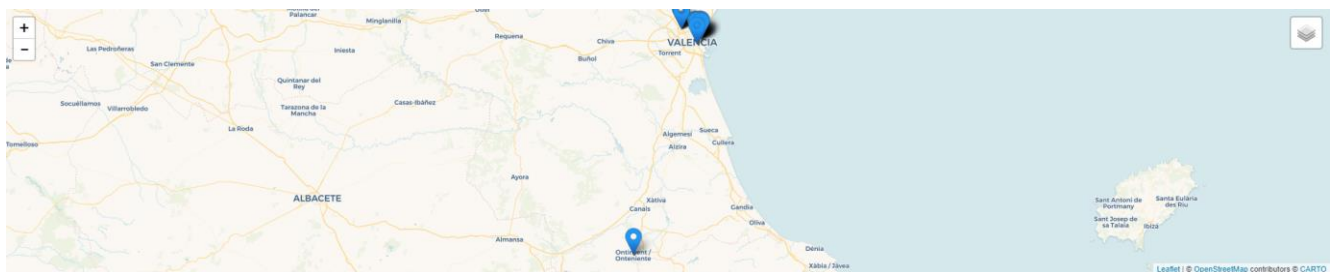 Palancar
Minglanilla
+
−
Requena
Chiva
VALENCIA
Las Pedroñeras
Iniesta
Torrent
Buñol
San Clemente
Quintanar del
Rey
Socuéllamos
Villarrobledo
Casas-Ibáñez
Tarazona de la
Mancha
La Roda
Sueca
Algemesí
Cullera
Tomelloso
Alzira
Ayora
ALBACETE
Xàtiva
Canals
Gandia
Sant Antoni de
Portmany
Santa Eulària
des Riu
Oliva
Sant Josep de
sa Talaia
Ibiza
Almansa
Ontinyent /
Onteniente
Dénia
Xàbia / Jávea
Leaflet | © OpenStreetMap contributors © CARTO